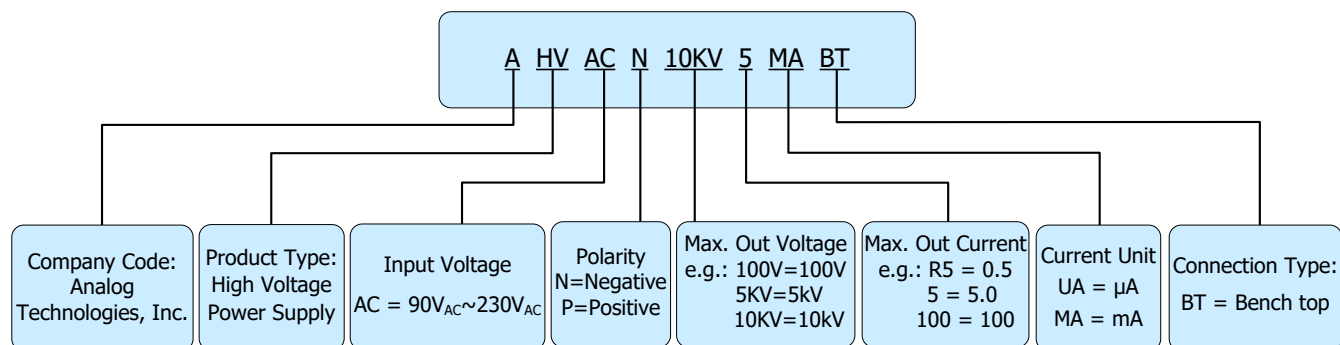 A HV AC N 10KV 5 MA BT
Company Code:
Analog
Technologies, Inc.
Product Type:
High Voltage
Power Supply
Input Voltage
AC = 90VAC~230VAC
Polarity
N=Negative
P=Positive
Max. Out Voltage
e.g.: 100V=100V
5KV=5kV
10KV=10kV
Max. Out Current
e.g.: R5 = 0.5
5 = 5.0
100 = 100
Current Unit
UA = µA
MA = mA
Connection Type:
BT = Bench top